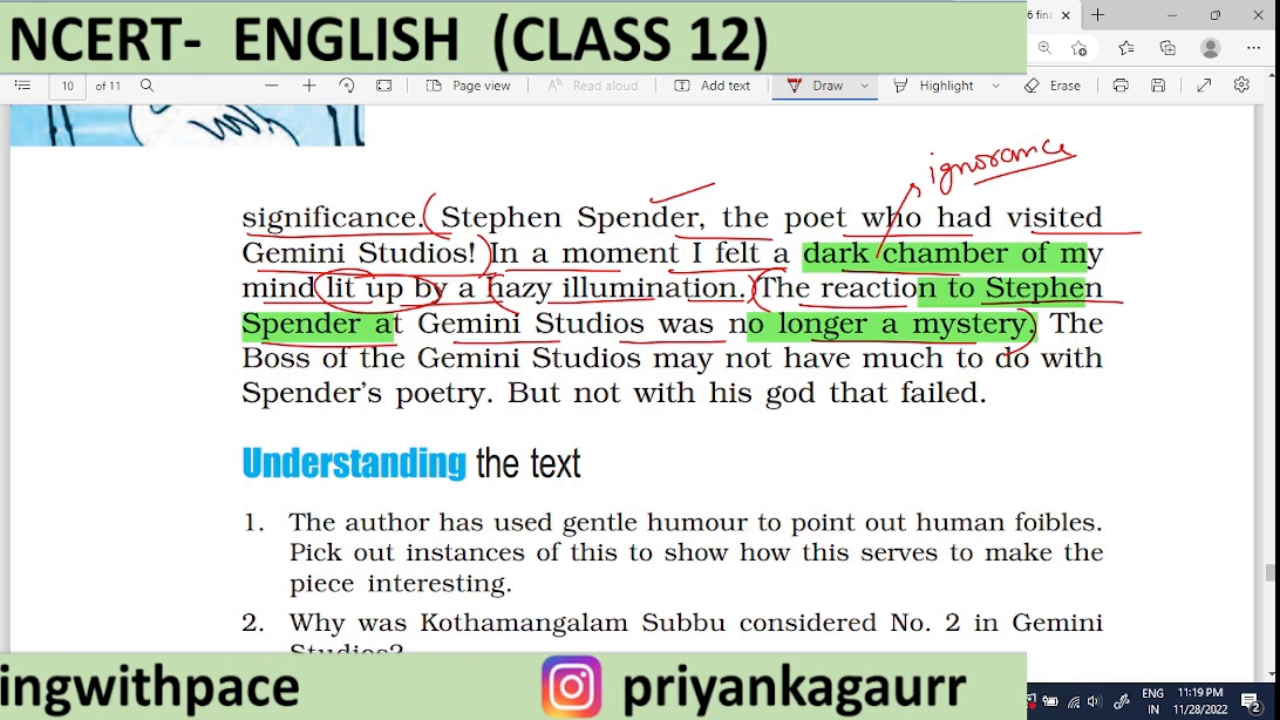 NCERT- ENGLISH (CLASS 12)
6 fina
10 of 11
Page view
Read aloud
Add text
Draw
Highlight
Erase
ignorance
significance. Stephen Spender, the poet who had visited
Gemini Studios! In a moment I felt a dark chamber of my
mind lit up by a hazy illumination. The reaction to Stephen
Spender at Gemini Studios was no longer a mystery. The
Boss of the Gemini Studios may not have much to do with
Spender's poetry. But not with his god that failed.
Understanding the text
1. The author has used gentle humour to point out human foibles.
Pick out instances of this to show how this serves to make the
piece interesting.
2. Why was Kothamangalam Subbu considered No. 2 in Gemini
Studios?
ingwithpace
priyankagaurr
ENG
IN
11:19 PM
11/28/2022
2